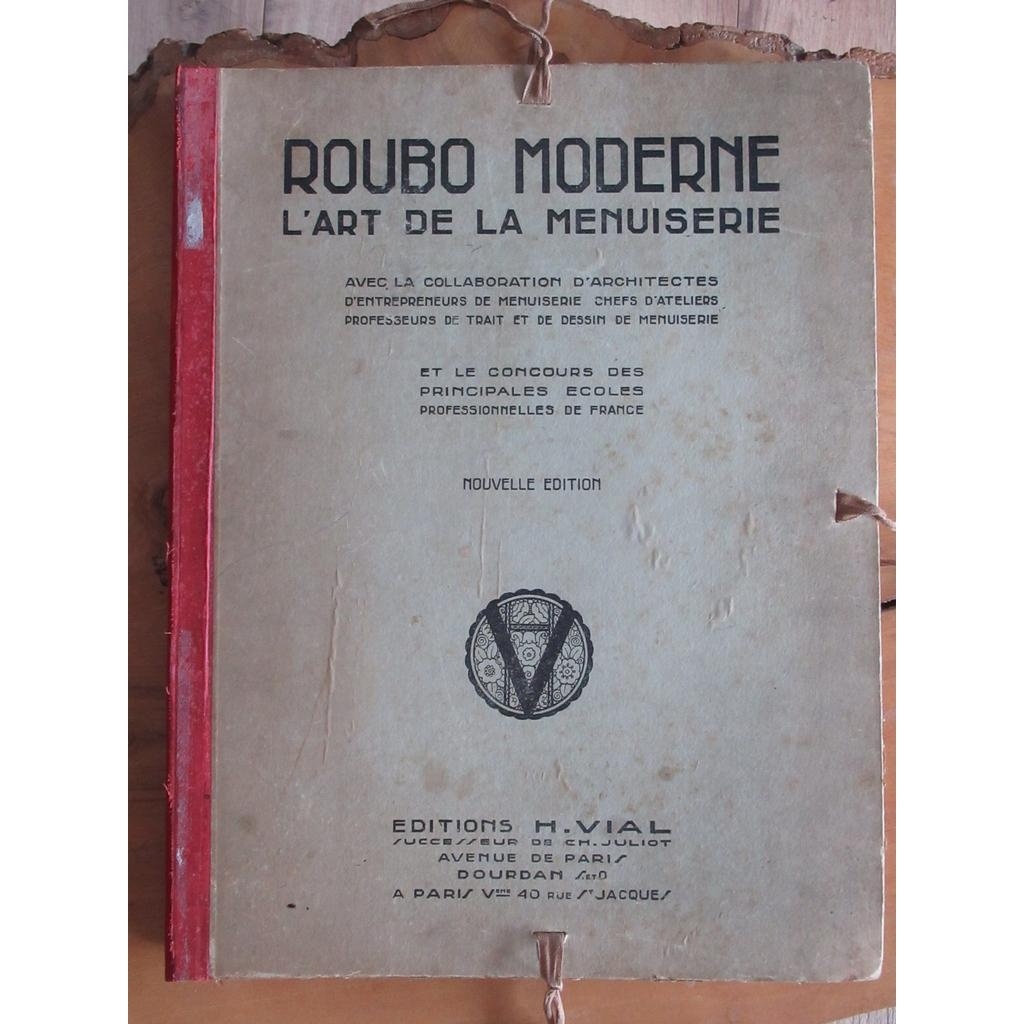 ROUBO MODERNE
L'ART DE LA MENUISERIE
AVEC LA COLLABORATION D'ARCHITECTES
D'ENTREPRENEURS DE MENUISERIE CHEFS D'ATELIERS
PROFESSEURS DE TRAIT ET DE DESSIN DE MENUISERIE
ET LE CONCOURS DES
PRINCIPALES ECOLES
PROFESSIONNELLES DE FRANCE
NOUVELLE EDITION
HV
EDITIONS H. VIAL
SUCCESSEUR DE CH. JULIOT
AVENUE DE PARIS
DOURDAN S. ET O
A PARIS Vᵉᵐᵉ 40 RUE Sᵀ JACQUES